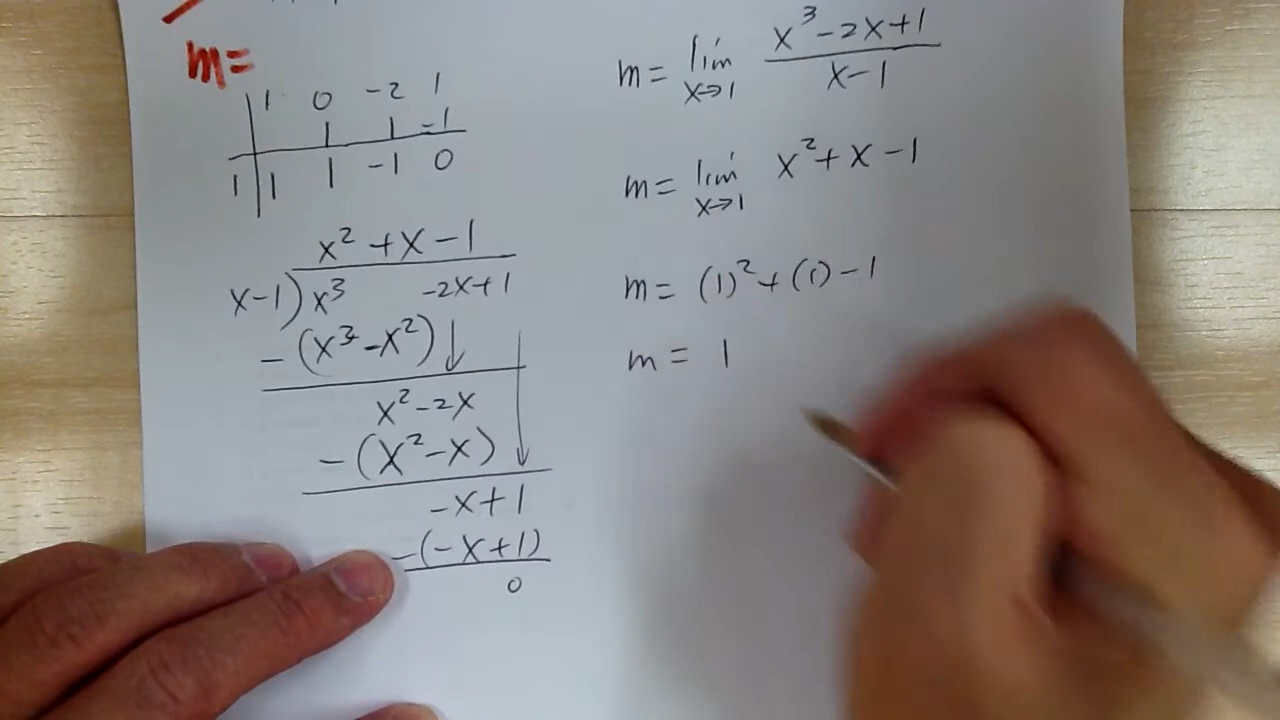 m=
1 0 -2 1
1 1 -1
1 1 1 -1 0
x² + x - 1
x-1)x³ -2x+1
-(x³-x²)
x²-2x
-(x²-x)
-x+1
-(-x+1)
0
m = lim x→1 x³-2x+1 / x-1
m = lim x→1 x²+x-1
m = (1)²+(1)-1
m = 1